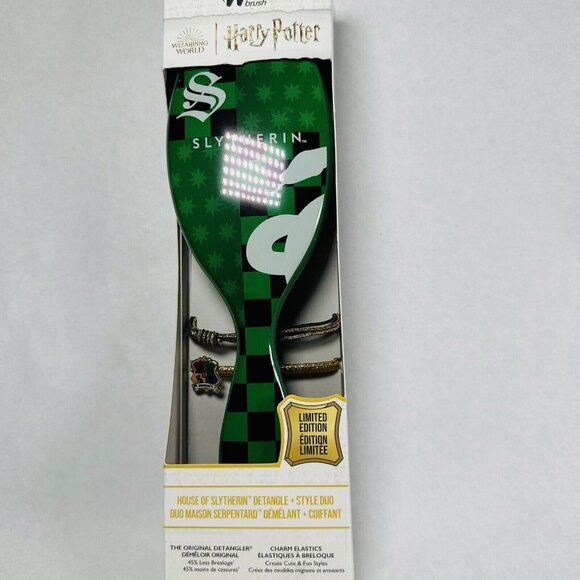 brush
WIZARDING
WORLD
Harry Potter
S
SLYTHERIN™
LIMITED
EDITION
ÉDITION
LIMITÉE
HOUSE OF SLYTHERIN™ DETANGLE + STYLE DUO
DUO MAISON SERPENTARD™ DÉMÊLANT + COIFFANT
THE ORIGINAL DETANGLER®
DÉMÊLOIR ORIGINAL
45% Less Breakage†
45% moins de cassures†
CHARM ELASTICS
ÉLASTIQUES À BRELOQUE
Create Cute & Fun Styles
Créez des modèles mignons et amusants